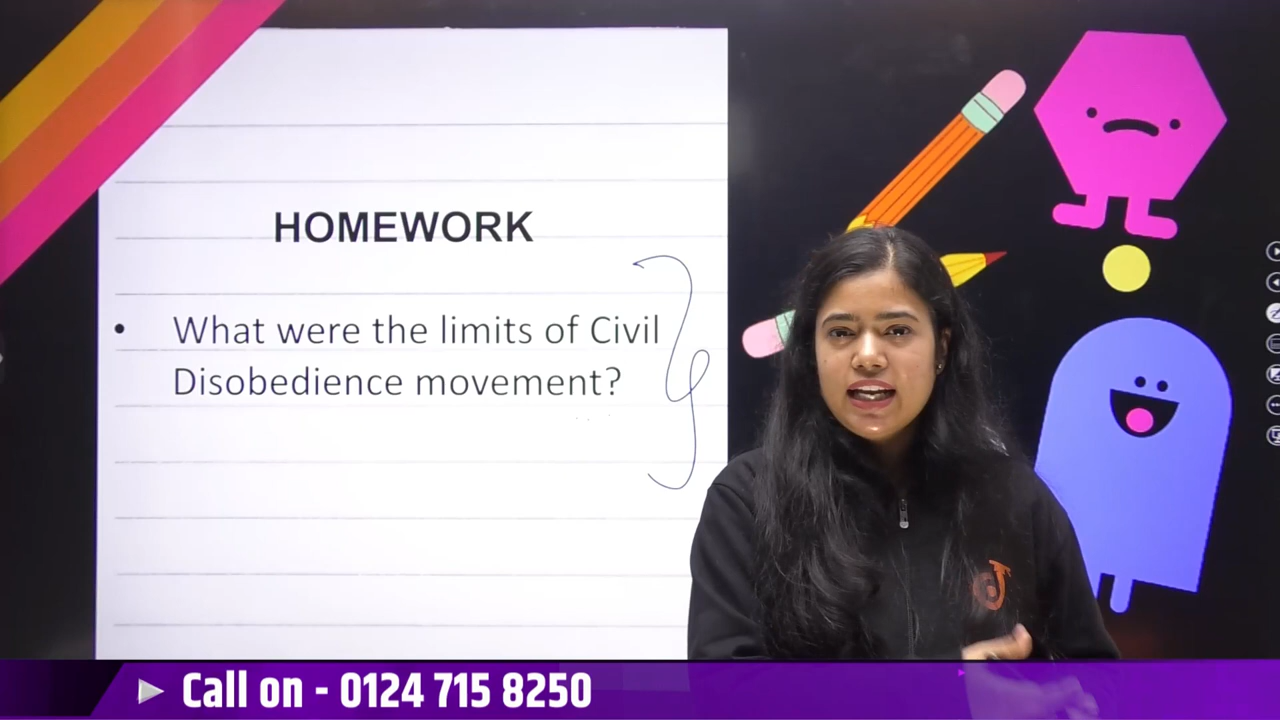 HOMEWORK
• What were the limits of Civil
Disobedience movement?
Call on - 0124 715 8250